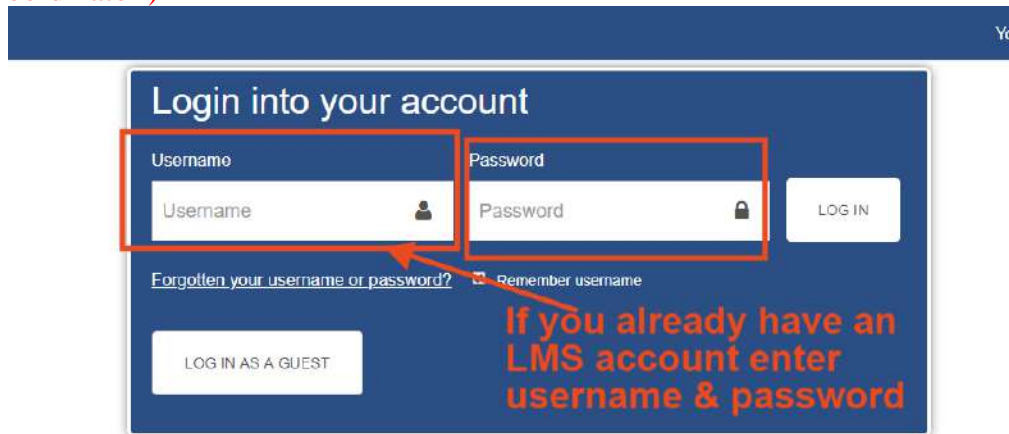 Login into your account
Username Password
Username Password LOG IN
Forgotten your username or password? Remember username
If you already have an
LMS account enter
username & password
LOG IN AS A GUEST